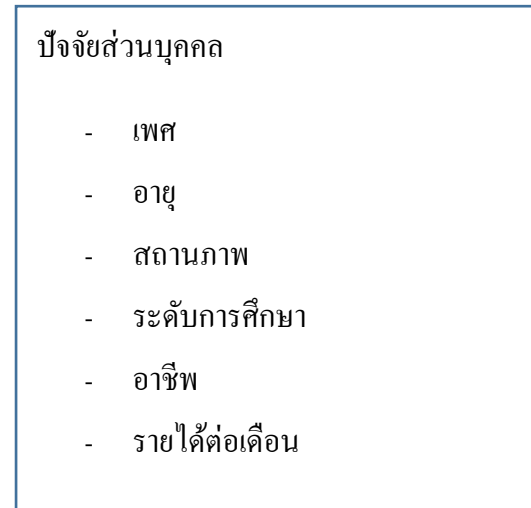 ปัจจัยส่วนบุคคล
- เพศ
- อายุ
- สถานภาพ
- ระดับการศึกษา
- อาชีพ
- รายได้ต่อเดือน